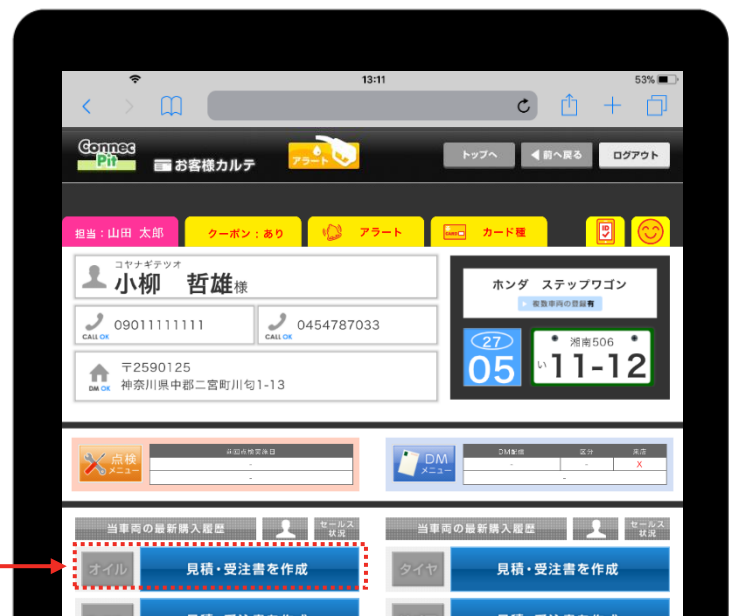 13:11
53%
Connec Pit
お客様カルテ
アラート
トップへ
前へ戻る
ログアウト
担当：山田 太郎
クーポン：あり
アラート
カード種
ID
コヤナギテツオ
小柳 哲雄様
CALL OK
09011111111
CALL OK
0454787033
DM OK
〒2590125
神奈川県中郡二宮町川匂1-13
ホンダ ステップワゴン
複数車両の登録有
27
05
湘南506
い 11-12
点検
メニュー
-
-
DM
メニュー
DM配信
区分
来店
-
-
X
-
当車両の最新購入履歴
セールス
状況
当車両の最新購入履歴
セールス
状況
オイル
見積・受注書を作成
タイヤ
見積・受注書を作成